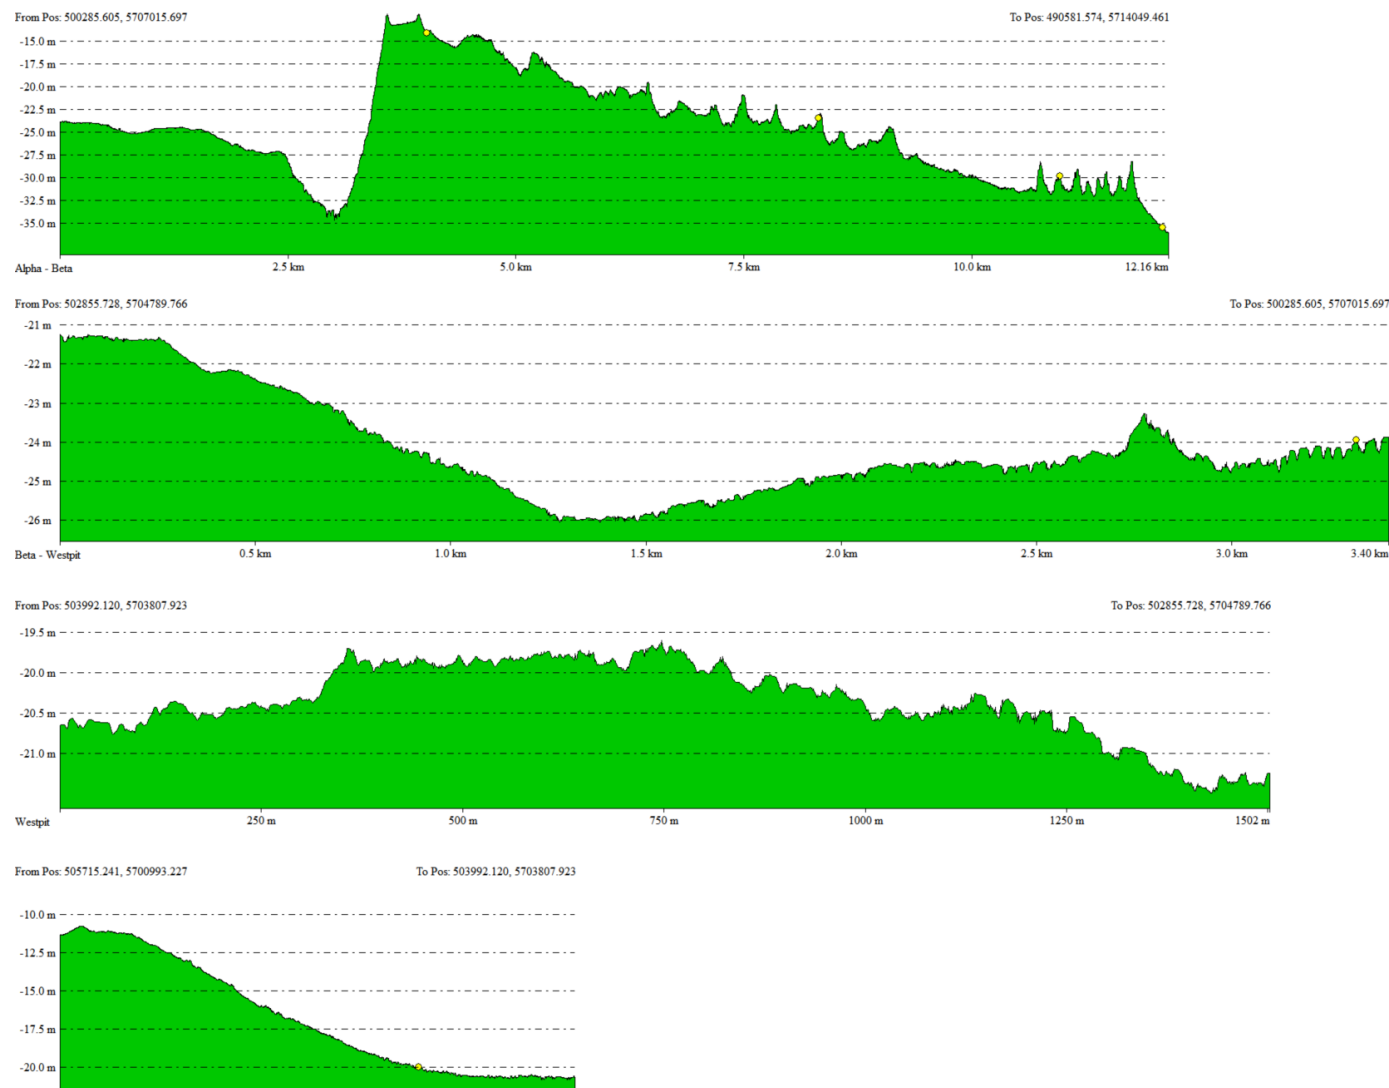 From Pos: 500285.605, 5707015.697 To Pos: 490581.574, 5714049.461
-15.0 m
-17.5 m
-20.0 m
-22.5 m
-25.0 m
-27.5 m
-30.0 m
-32.5 m
-35.0 m
2.5 km 5.0 km 7.5 km 10.0 km 12.16 km
Alpha - Beta
From Pos: 502855.728, 5704789.766 To Pos: 500285.605, 5707015.697
-21 m
-22 m
-23 m
-24 m
-25 m
-26 m
0.5 km 1.0 km 1.5 km 2.0 km 2.5 km 3.0 km 3.40 km
Beta - Westpit
From Pos: 503992.120, 5703807.923 To Pos: 502855.728, 5704789.766
-19.5 m
-20.0 m
-20.5 m
-21.0 m
250 m 500 m 750 m 1000 m 1250 m 1502 m
Westpit
From Pos: 505715.241, 5700993.227 To Pos: 503992.120, 5703807.923
-10.0 m
-12.5 m
-15.0 m
-17.5 m
-20.0 m